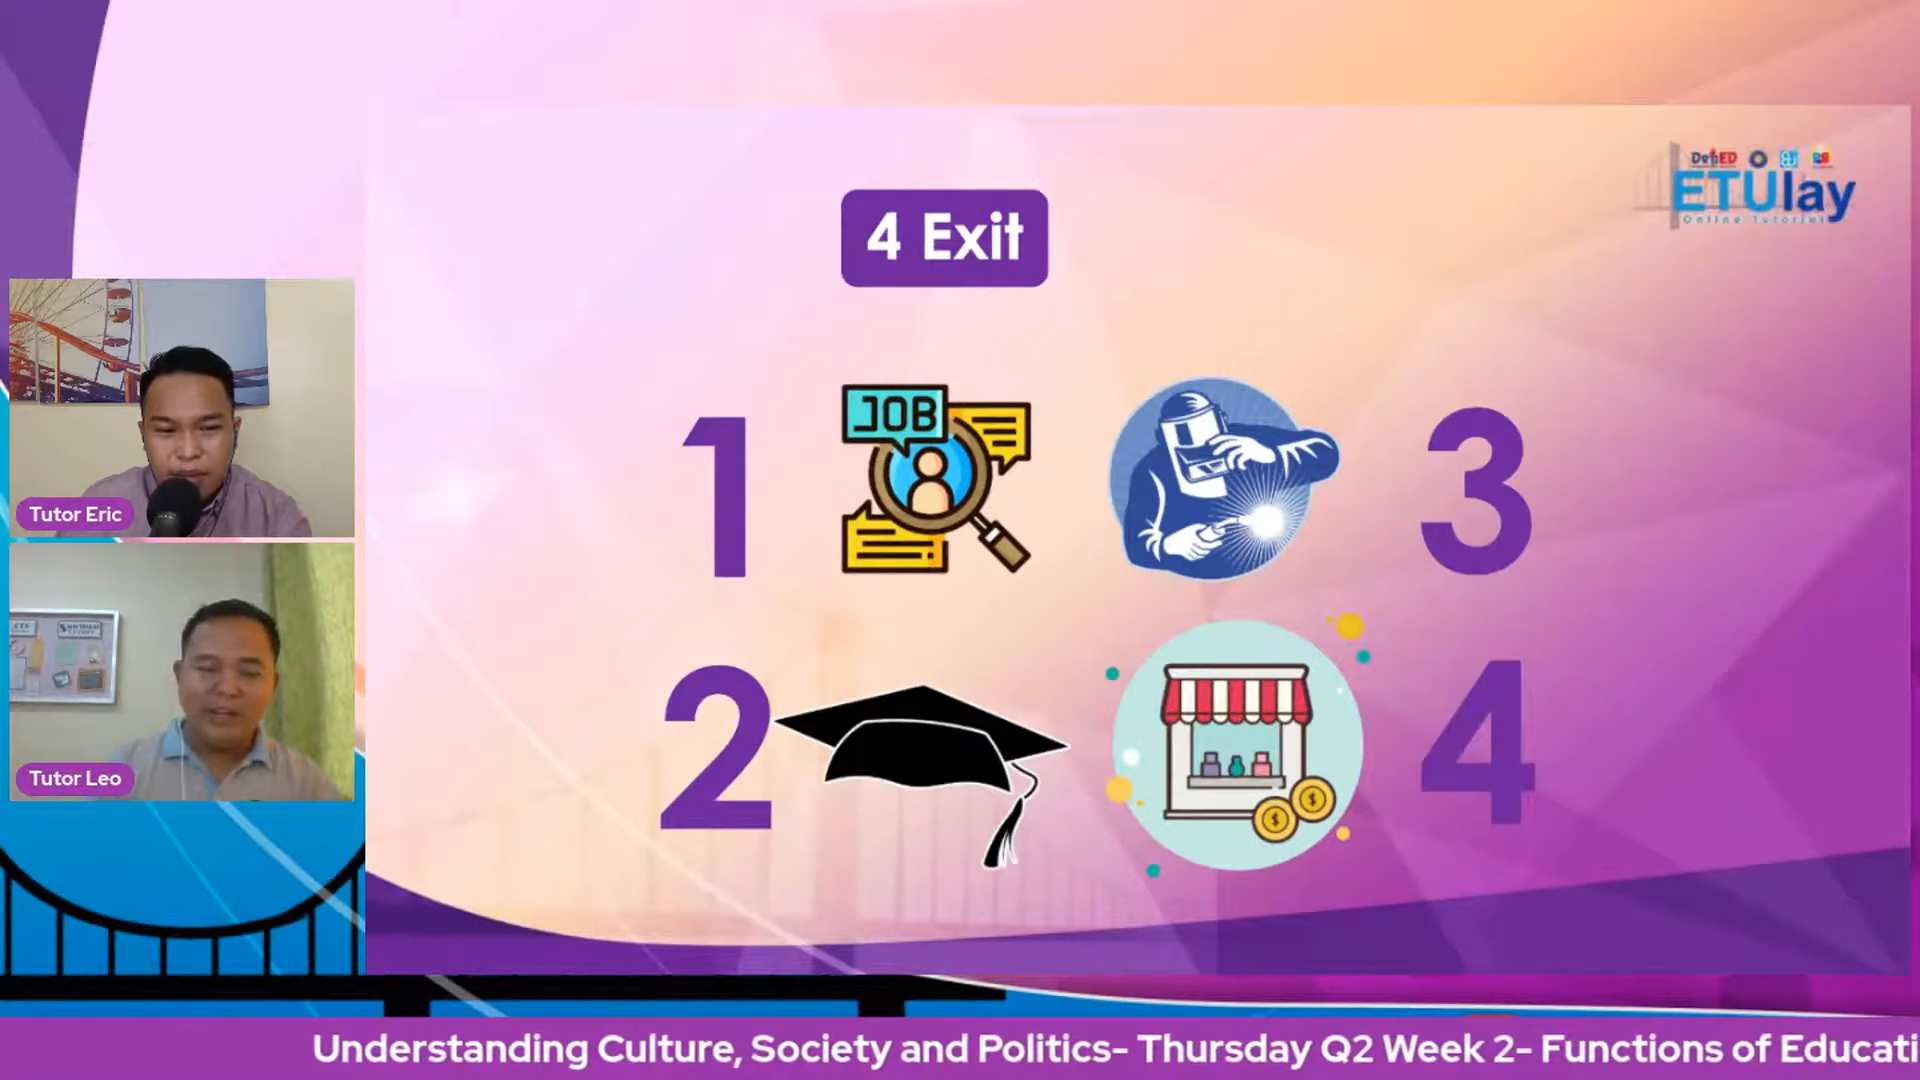 DepED
ETUlay
Online Tutorial
4 Exit
1
JOB
3
2
4
$ $
Tutor Eric
Tutor Leo
Understanding Culture, Society and Politics- Thursday Q2 Week 2- Functions of Educati